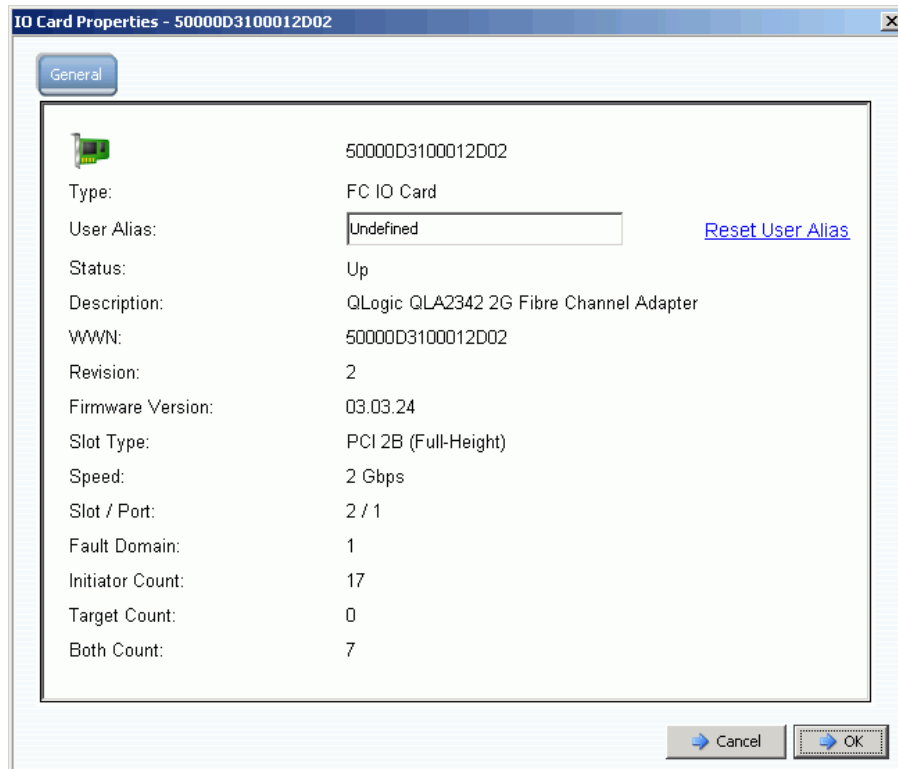 IO Card Properties - 50000D3100012D02
General
50000D3100012D02
Type: FC IO Card
User Alias: Undefined Reset User Alias
Status: Up
Description: QLogic QLA2342 2G Fibre Channel Adapter
WWN: 50000D3100012D02
Revision: 2
Firmware Version: 03.03.24
Slot Type: PCI 2B (Full-Height)
Speed: 2 Gbps
Slot / Port: 2 / 1
Fault Domain: 1
Initiator Count: 17
Target Count: 0
Both Count: 7
Cancel OK